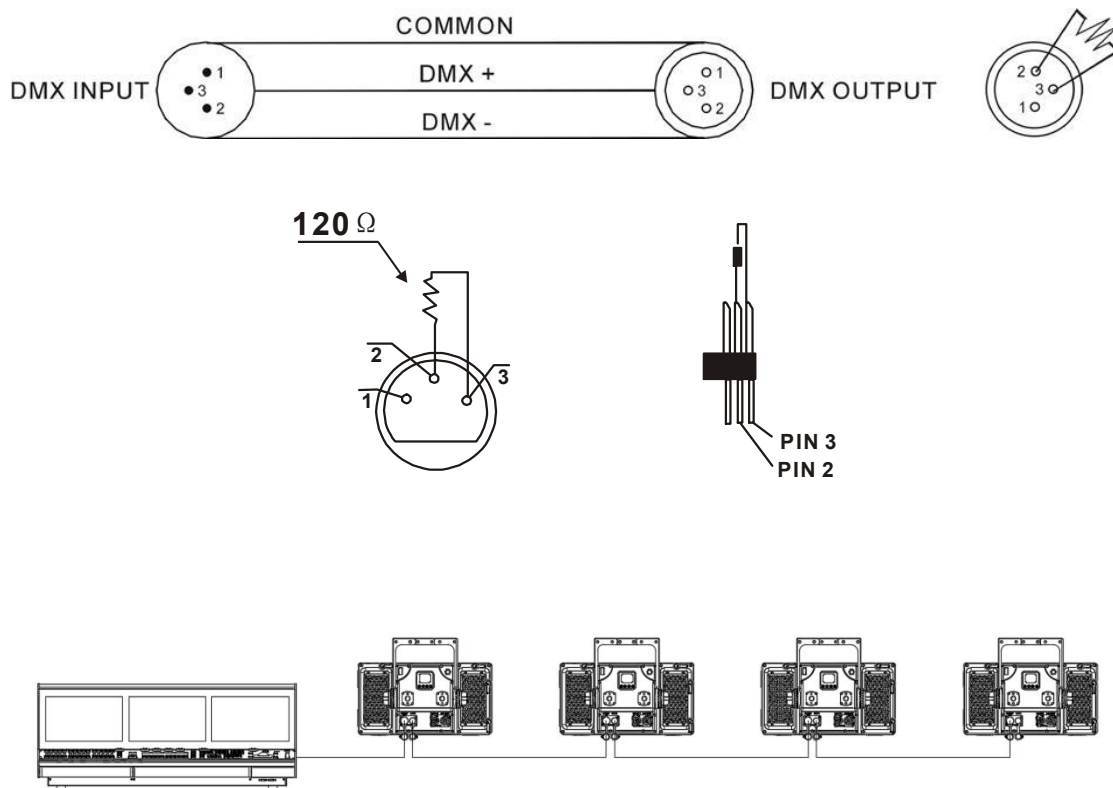 COMMON
DMX INPUT
1
3
2
DMX +
DMX -
1
3
2
DMX OUTPUT
2
3
1
120 Ω
2
1
3
PIN 3
PIN 2